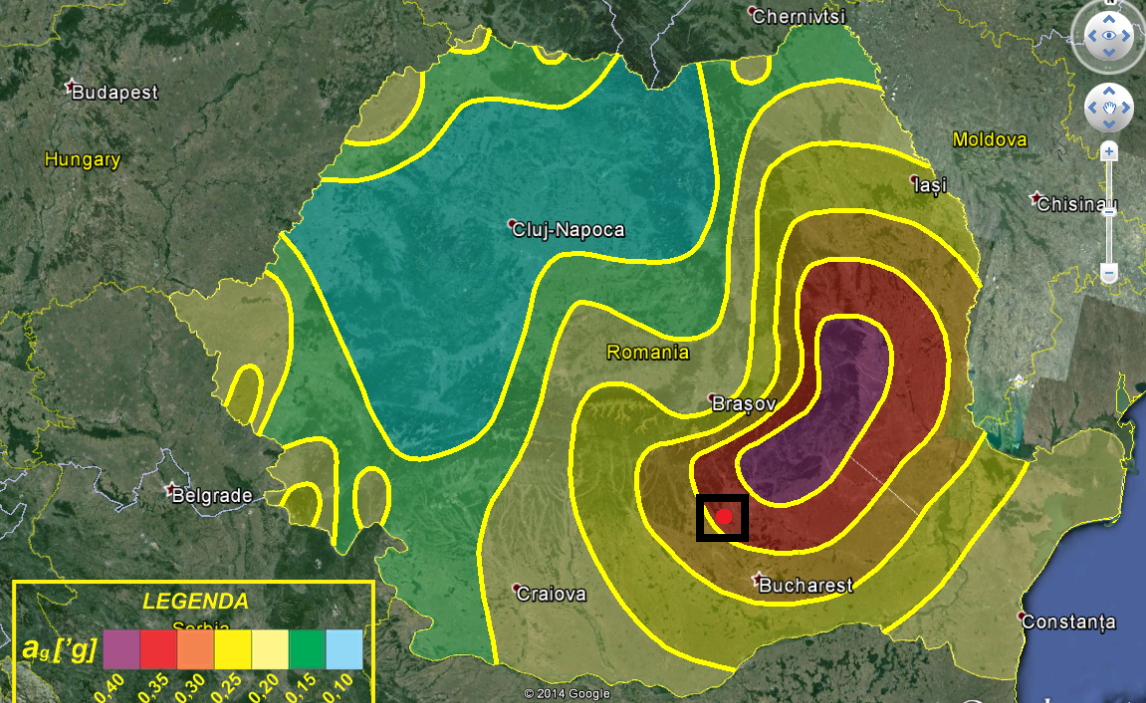 Chernivtsi
Budapest
Hungary
Moldova
Iași
Chisinau
Cluj-Napoca
Romania
Brașov
Belgrade
Bucharest
Craiova
Constanța
LEGENDA
Serbia
ag['g]
0,40 0,35 0,30 0,25 0,20 0,15 0,10
© 2014 Google